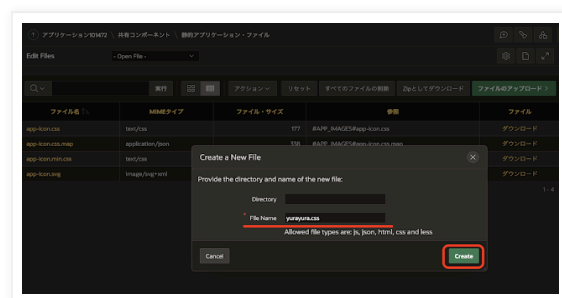 アプリケーション101472 \ 共有コンポーネント \ 静的アプリケーション・ファイル
Edit Files - Open File -
実行 アクション リセット すべてのファイルの削除 Zipとしてダウンロード ファイルのアップロード
ファイル名 MIMEタイプ ファイル・サイズ 参照 ファイル
app-icon.css text/css 177 #APP_IMAGES#app-icon.css ダウンロード
app-icon.css.map application/json 338 #APP_IMAGES#app-icon.css.map ダウンロード
app-icon.min.css text/css ダウンロード
app-icon.svg image/svg+xml ダウンロード
1 - 4
Create a New File
Provide the directory and name of the new file:
Directory
* File Name yurayura.css
Allowed file types are: js, json, html, css and less
Cancel Create